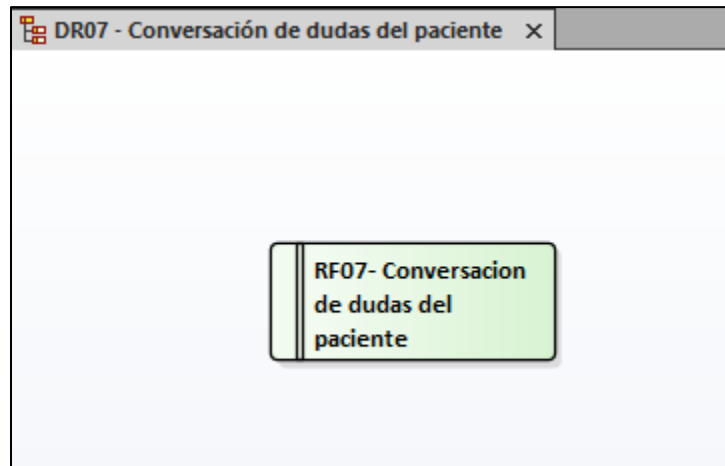 DR07 - Conversación de dudas del paciente
RF07- Conversacion
de dudas del
paciente